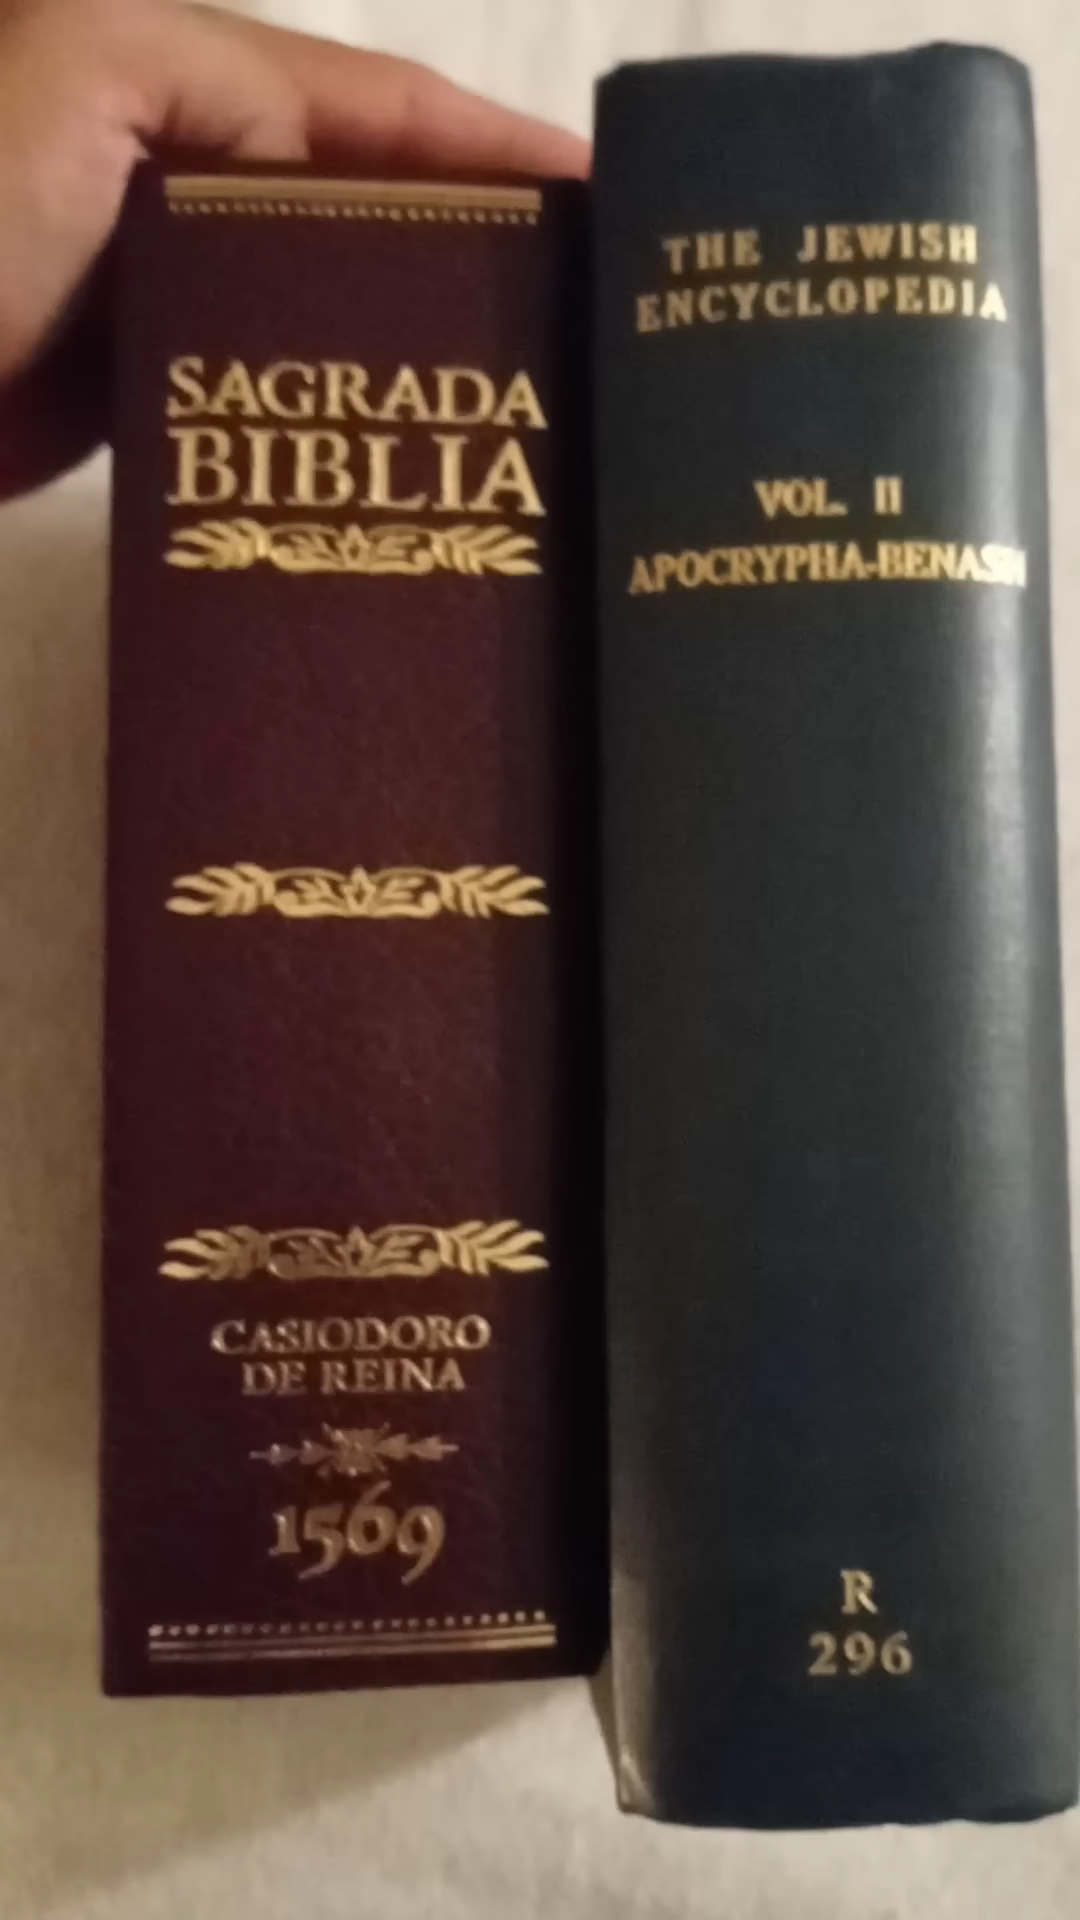 SAGRADA
BIBLIA
CASIODORO
DE REINA
1569
THE JEWISH
ENCYCLOPEDIA
VOL. II
APOCRYPHA-BENASH
R
296